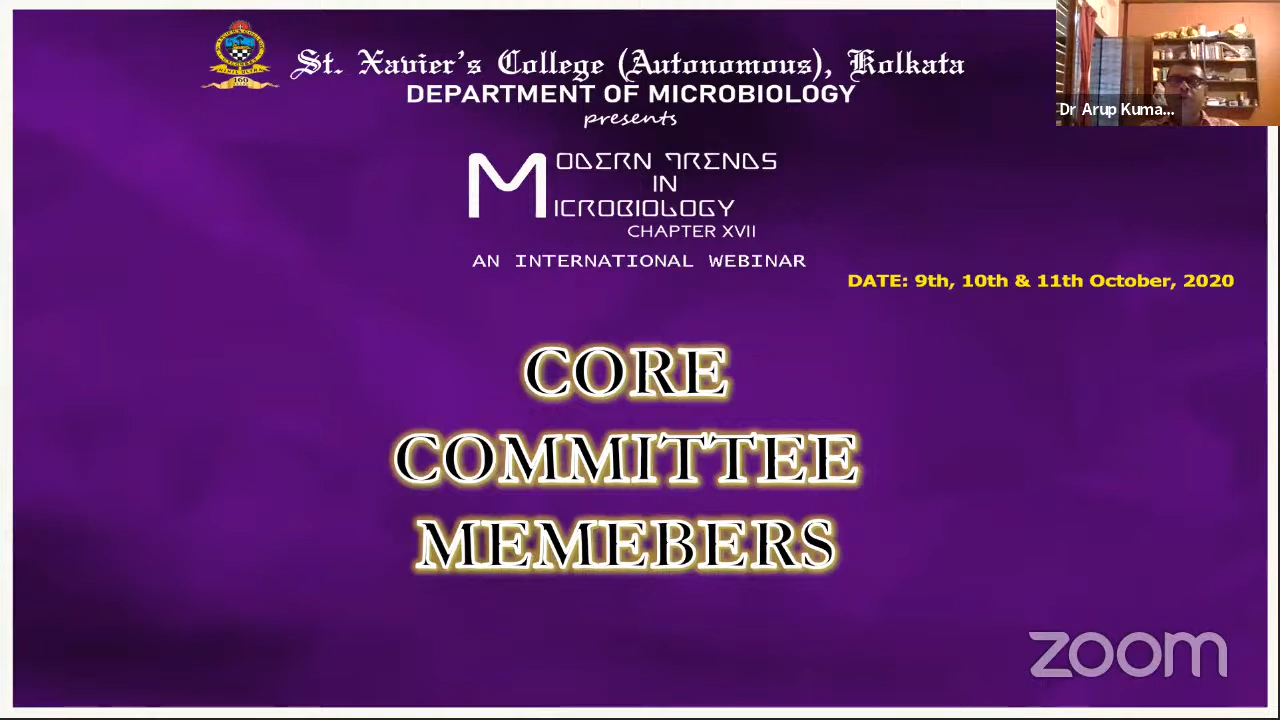 St. Xavier's College (Autonomous), Kolkata
DEPARTMENT OF MICROBIOLOGY
presents
MODERN TRENDS
IN
MICROBIOLOGY
CHAPTER XVII
AN INTERNATIONAL WEBINAR
DATE: 9th, 10th & 11th October, 2020
CORE
COMMITTEE
MEMEBERS
Dr Arup Kuma...
160
zoom